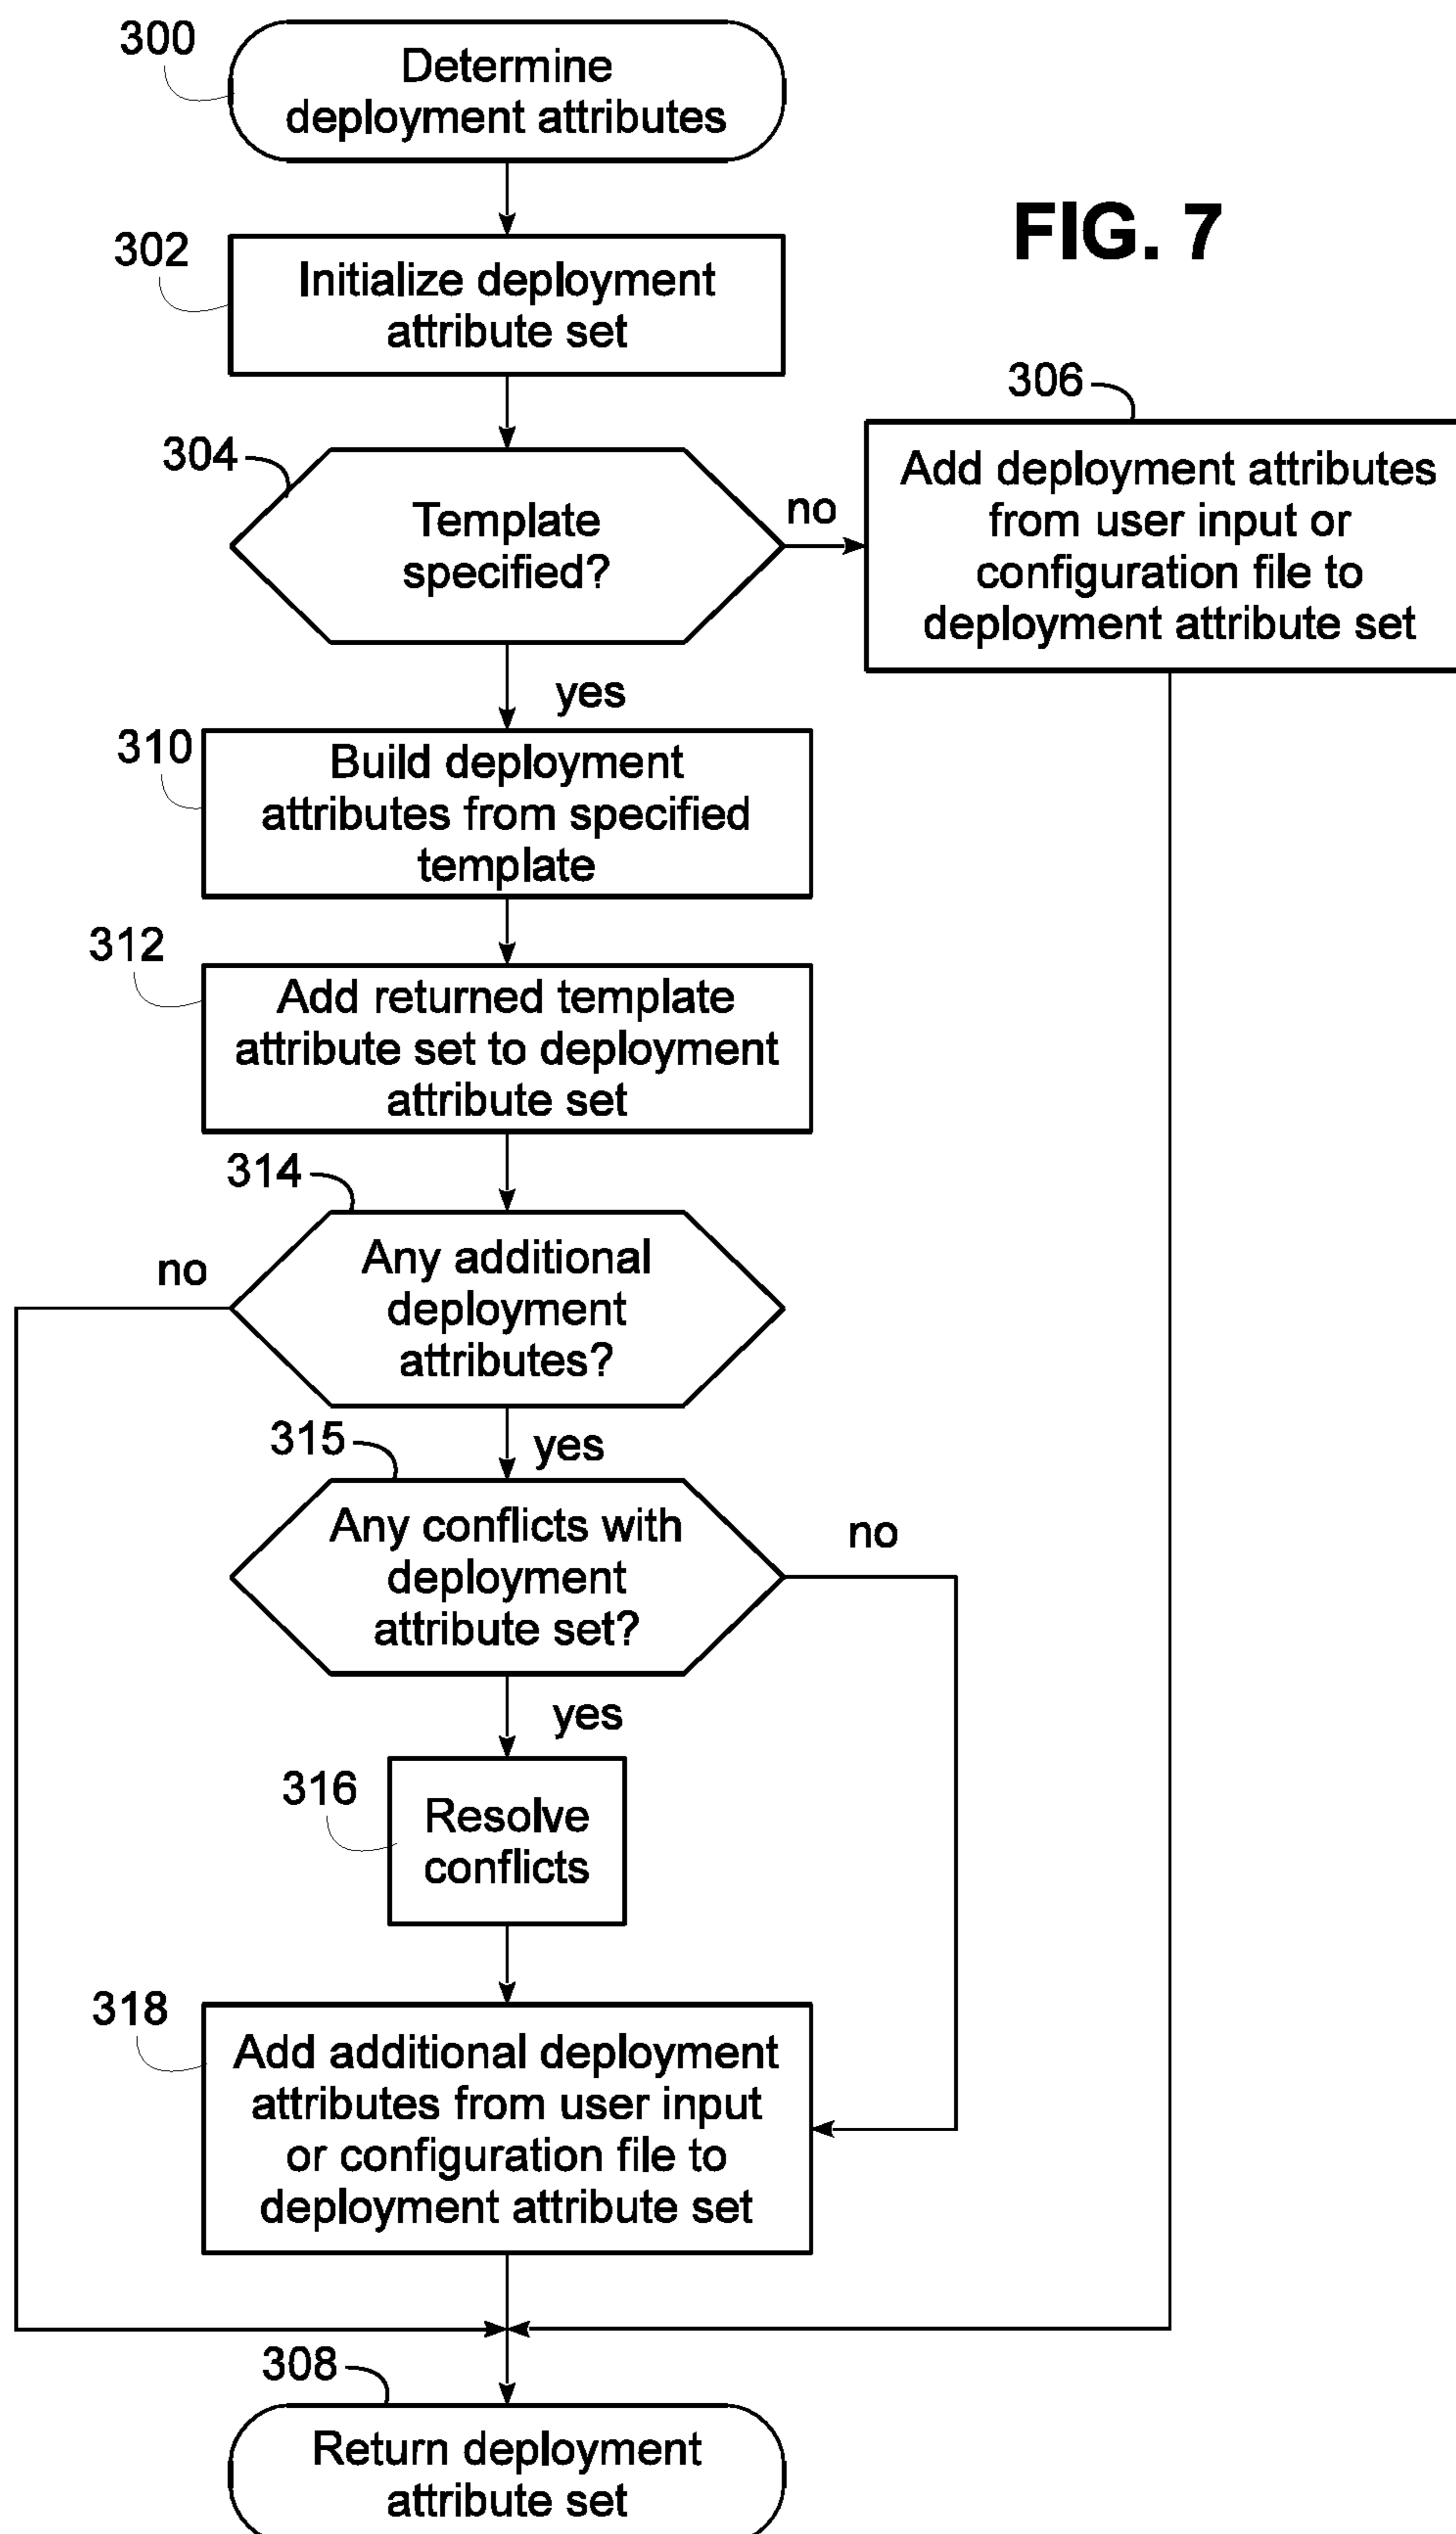 300
Determine
deployment attributes
FIG. 7
302
Initialize deployment
attribute set
306
304
Template
specified?
no
Add deployment attributes
from user input or
configuration file to
deployment attribute set
yes
310
Build deployment
attributes from specified
template
312
Add returned template
attribute set to deployment
attribute set
314
no
Any additional
deployment
attributes?
yes
315
Any conflicts with
deployment
attribute set?
no
yes
316
Resolve
conflicts
318
Add additional deployment
attributes from user input
or configuration file to
deployment attribute set
308
Return deployment
attribute set